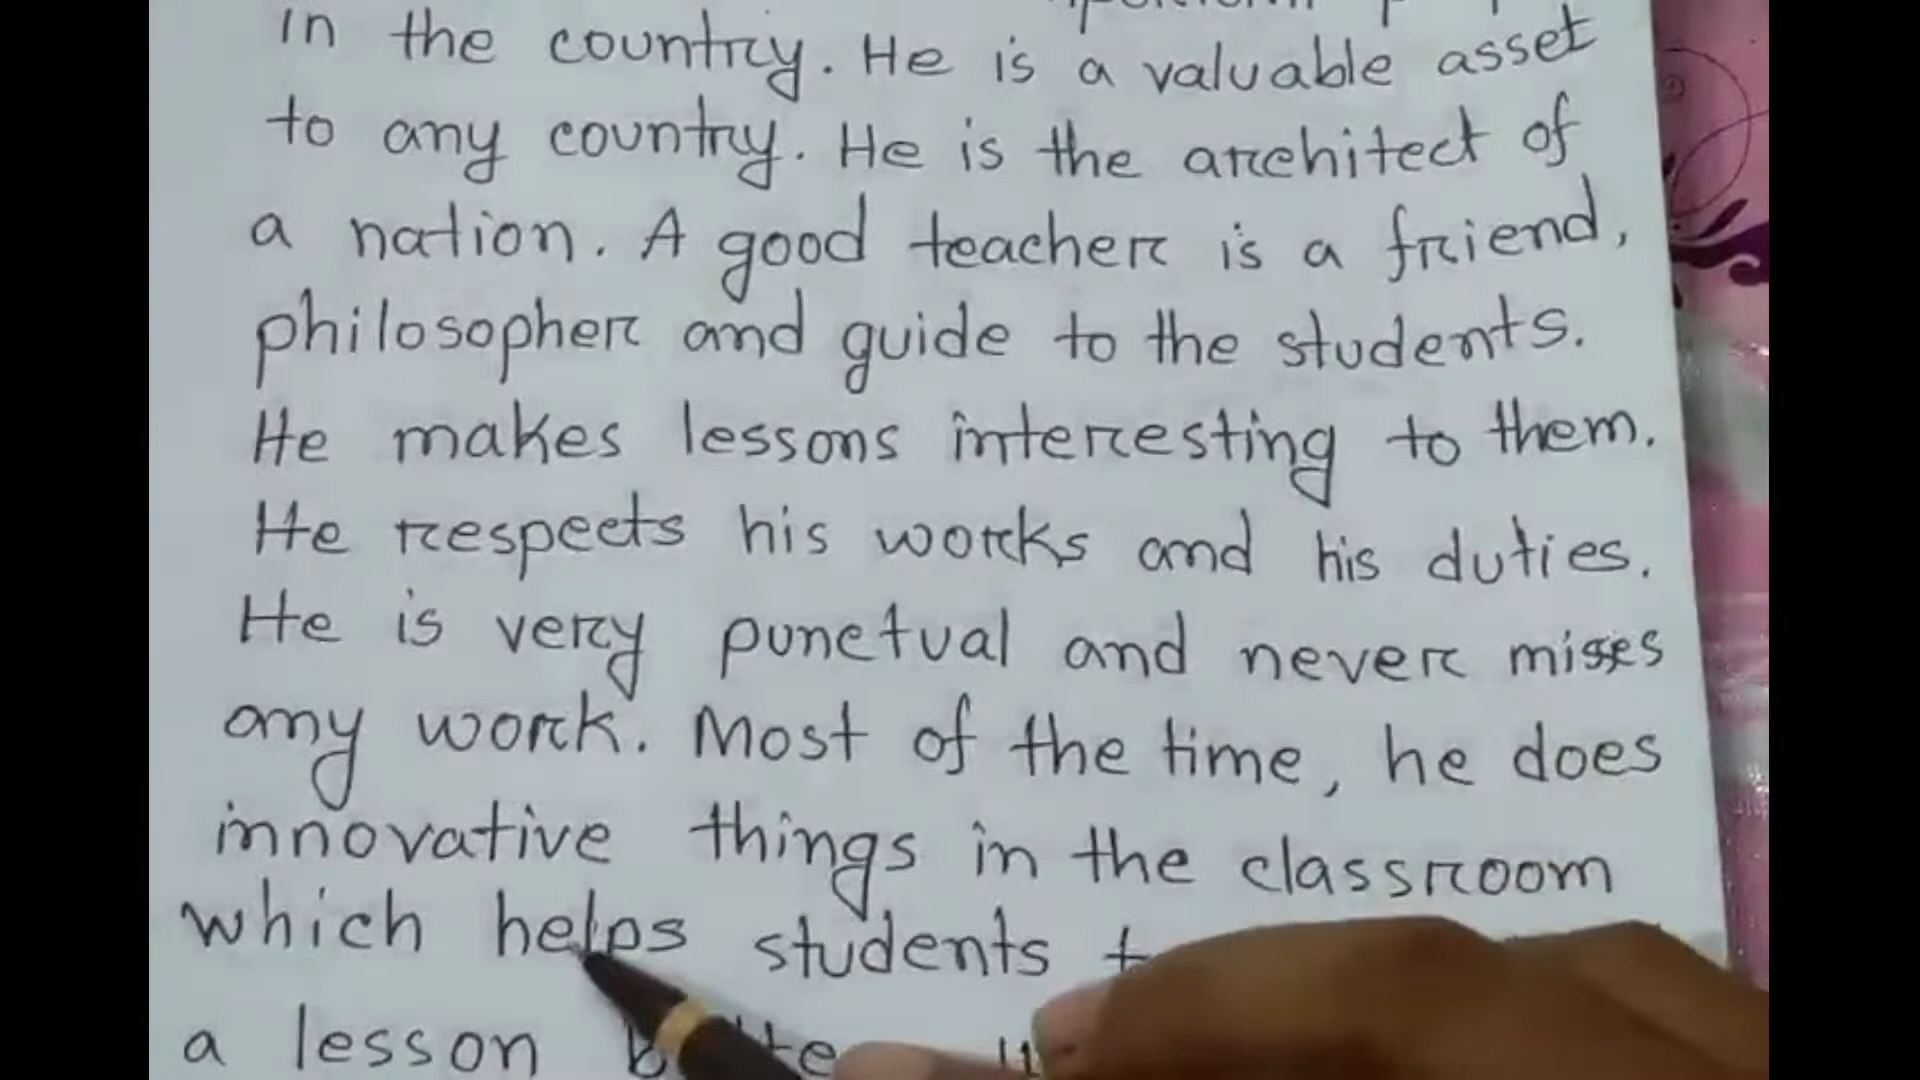 in the country. He is a valuable asset
to any country. He is the architect of
a nation. A good teacher is a friend,
philosopher and guide to the students.
He makes lessons interesting to them.
He respects his works and his duties.
He is very punctual and never misses
any work. Most of the time, he does
innovative things in the classroom
which helps students
a lesson